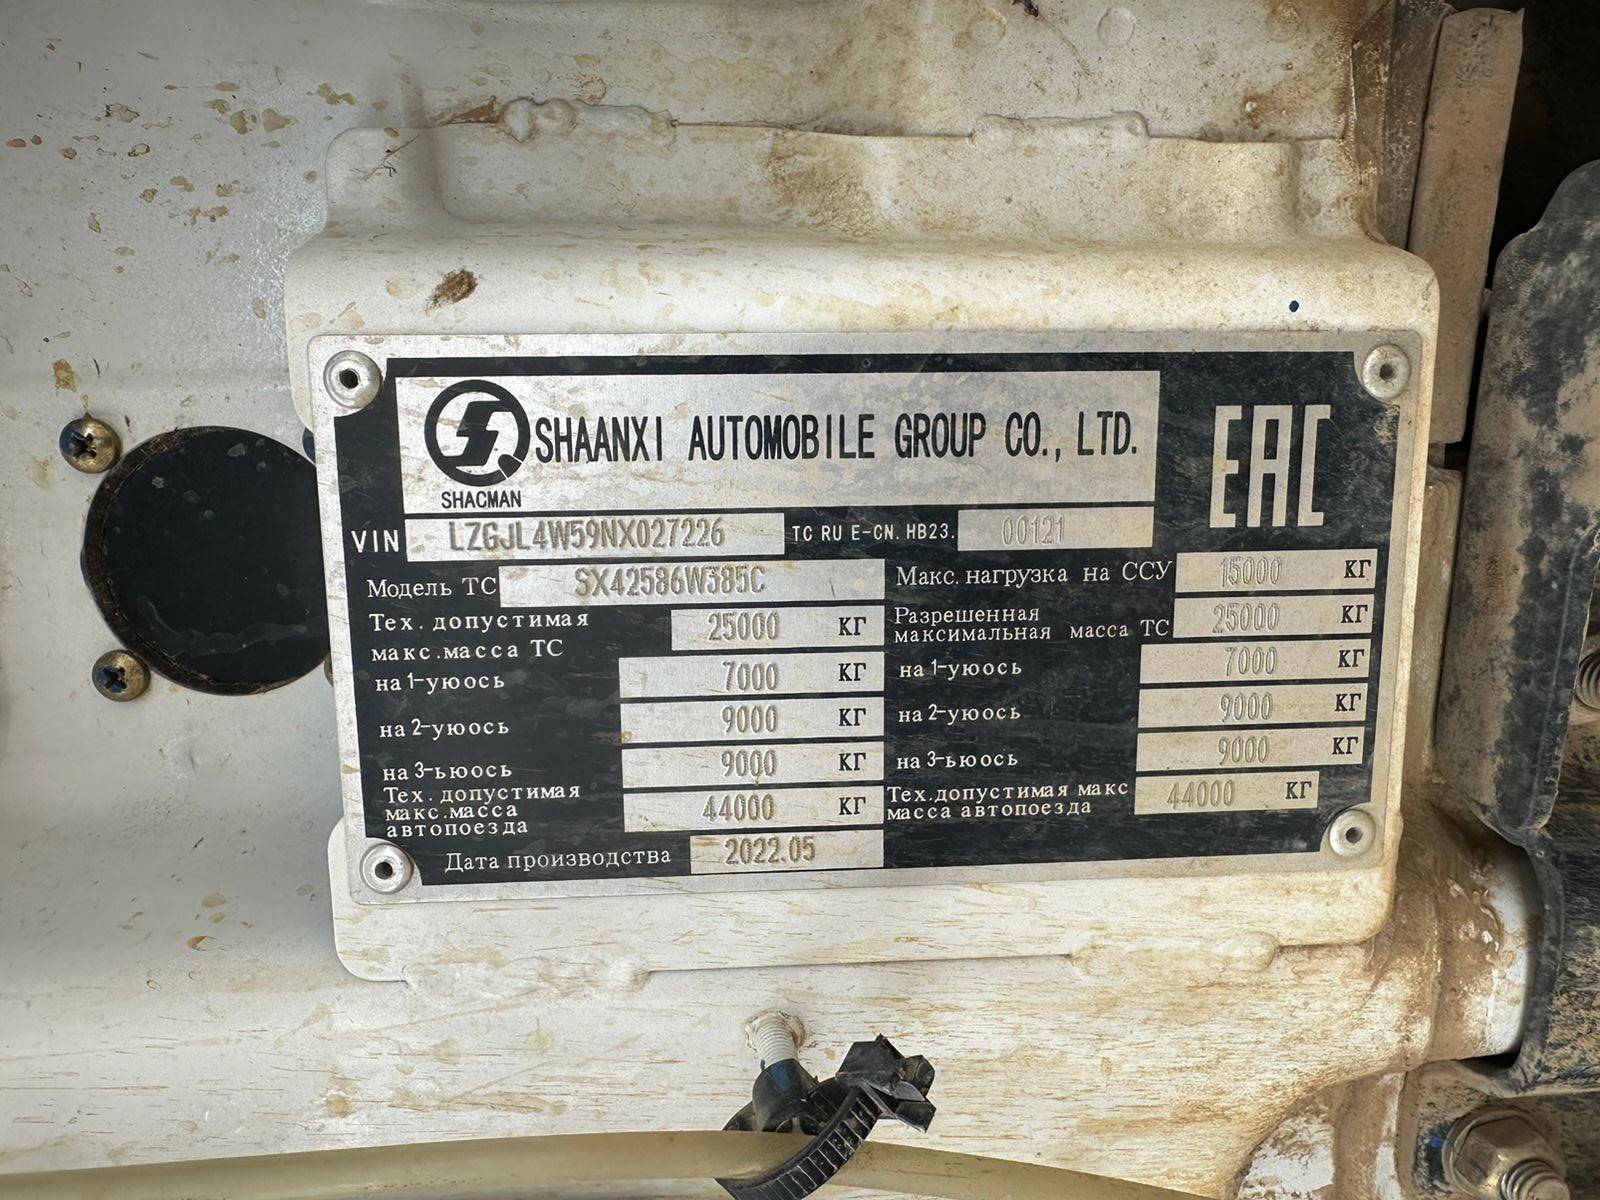 SHAANXI AUTOMOBILE GROUP CO., LTD.
SHACMAN
EAC
VIN LZGJL4W59NX027226 TC RU E-CN.HB23. 00121
Модель ТС SX42586W385C
Макс. нагрузка на ССУ 15000 КГ
Тех. допустимая
макс.масса ТС 25000 КГ
Разрешенная
максимальная масса ТС 25000 КГ
на 1-уюось 7000 КГ
на 1-уюось 7000 КГ
на 2-уюось 9000 КГ
на 2-уюось 9000 КГ
на 3-ьюось 9000 КГ
на 3-ьюось 9000 КГ
Тех. допустимая
макс.масса
автопоезда 44000 КГ
Тех.допустимая макс
масса автопоезда 44000 КГ
Дата производства 2022.05